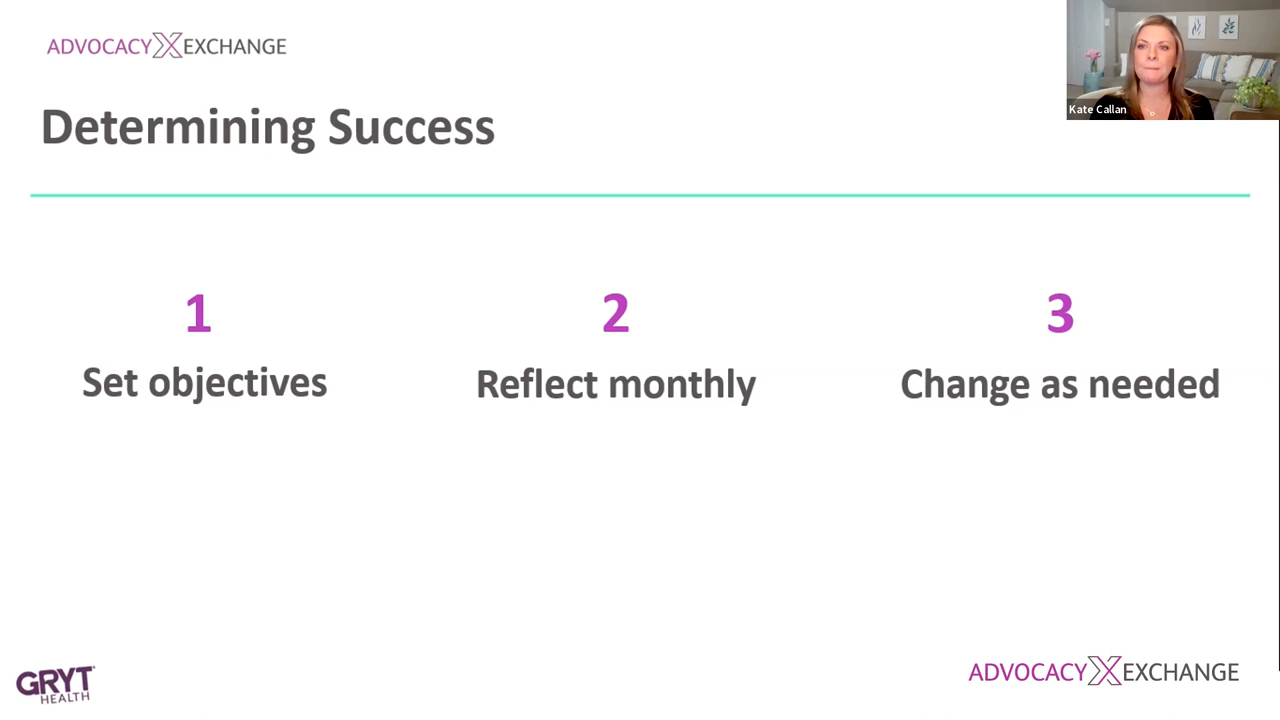 ADVOCACY EXCHANGE
Kate Callan
Determining Success
1
Set objectives
2
Reflect monthly
3
Change as needed
GRYT
HEALTH
ADVOCACY EXCHANGE